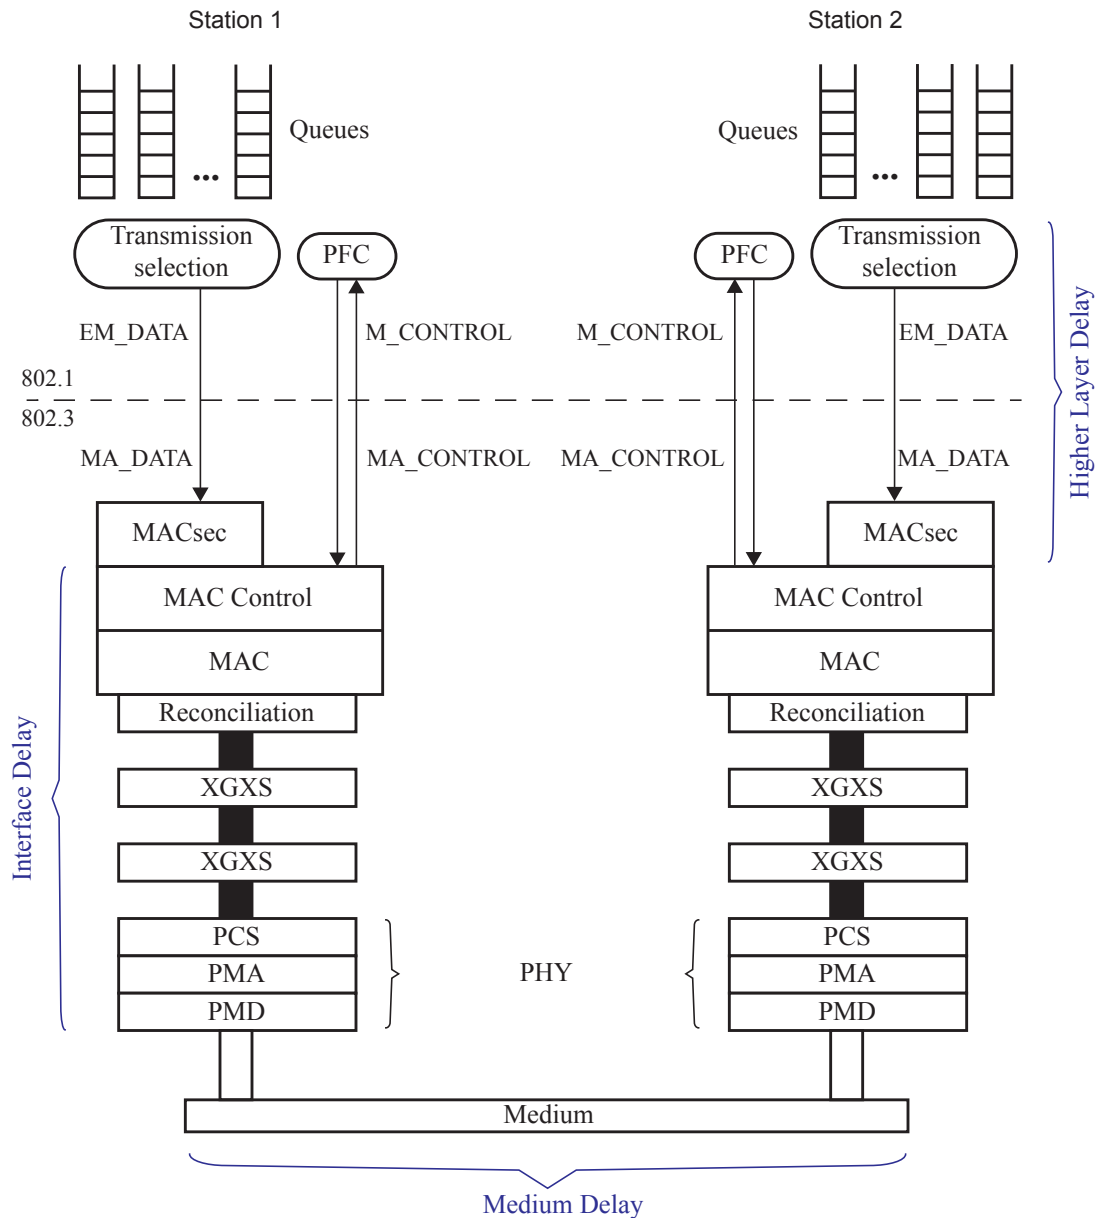 Station 1
Station 2
Queues
Queues
...
...
Transmission
selection
PFC
PFC
Transmission
selection
EM_DATA
M_CONTROL
M_CONTROL
EM_DATA
802.1
802.3
MA_DATA
MA_CONTROL
MA_CONTROL
MA_DATA
Higher Layer Delay
MACsec
MACsec
MAC Control
MAC Control
MAC
MAC
Reconciliation
Reconciliation
Interface Delay
XGXS
XGXS
XGXS
XGXS
PCS
PCS
PMA
PHY
PMA
PMD
PMD
Medium
Medium Delay